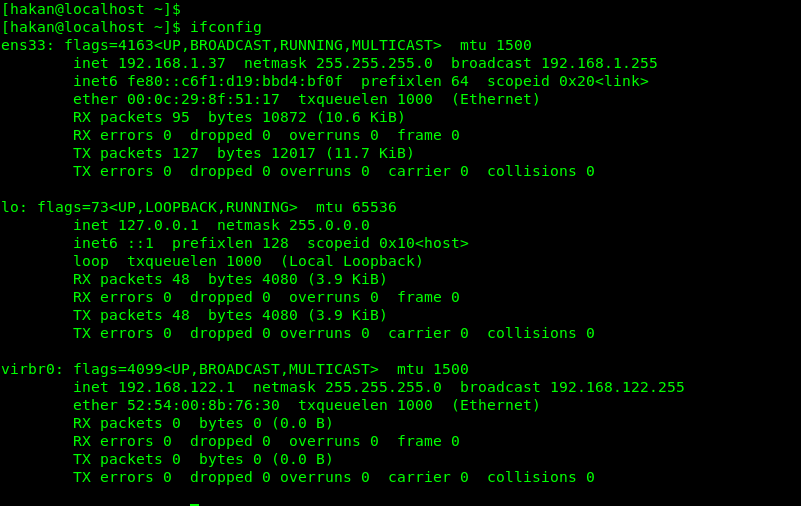 [hakan@localhost ~]$
[hakan@localhost ~]$ ifconfig
ens33: flags=4163<UP,BROADCAST,RUNNING,MULTICAST>  mtu 1500
        inet 192.168.1.37  netmask 255.255.255.0  broadcast 192.168.1.255
        inet6 fe80::c6f1:d19:bbd4:bf0f  prefixlen 64  scopeid 0x20<link>
        ether 00:0c:29:8f:51:17  txqueuelen 1000  (Ethernet)
        RX packets 95  bytes 10872 (10.6 KiB)
        RX errors 0  dropped 0  overruns 0  frame 0
        TX packets 127  bytes 12017 (11.7 KiB)
        TX errors 0  dropped 0 overruns 0  carrier 0  collisions 0

lo: flags=73<UP,LOOPBACK,RUNNING>  mtu 65536
        inet 127.0.0.1  netmask 255.0.0.0
        inet6 ::1  prefixlen 128  scopeid 0x10<host>
        loop  txqueuelen 1000  (Local Loopback)
        RX packets 48  bytes 4080 (3.9 KiB)
        RX errors 0  dropped 0  overruns 0  frame 0
        TX packets 48  bytes 4080 (3.9 KiB)
        TX errors 0  dropped 0 overruns 0  carrier 0  collisions 0

virbr0: flags=4099<UP,BROADCAST,MULTICAST>  mtu 1500
        inet 192.168.122.1  netmask 255.255.255.0  broadcast 192.168.122.255
        ether 52:54:00:8b:76:30  txqueuelen 1000  (Ethernet)
        RX packets 0  bytes 0 (0.0 B)
        RX errors 0  dropped 0  overruns 0  frame 0
        TX packets 0  bytes 0 (0.0 B)
        TX errors 0  dropped 0 overruns 0  carrier 0  collisions 0